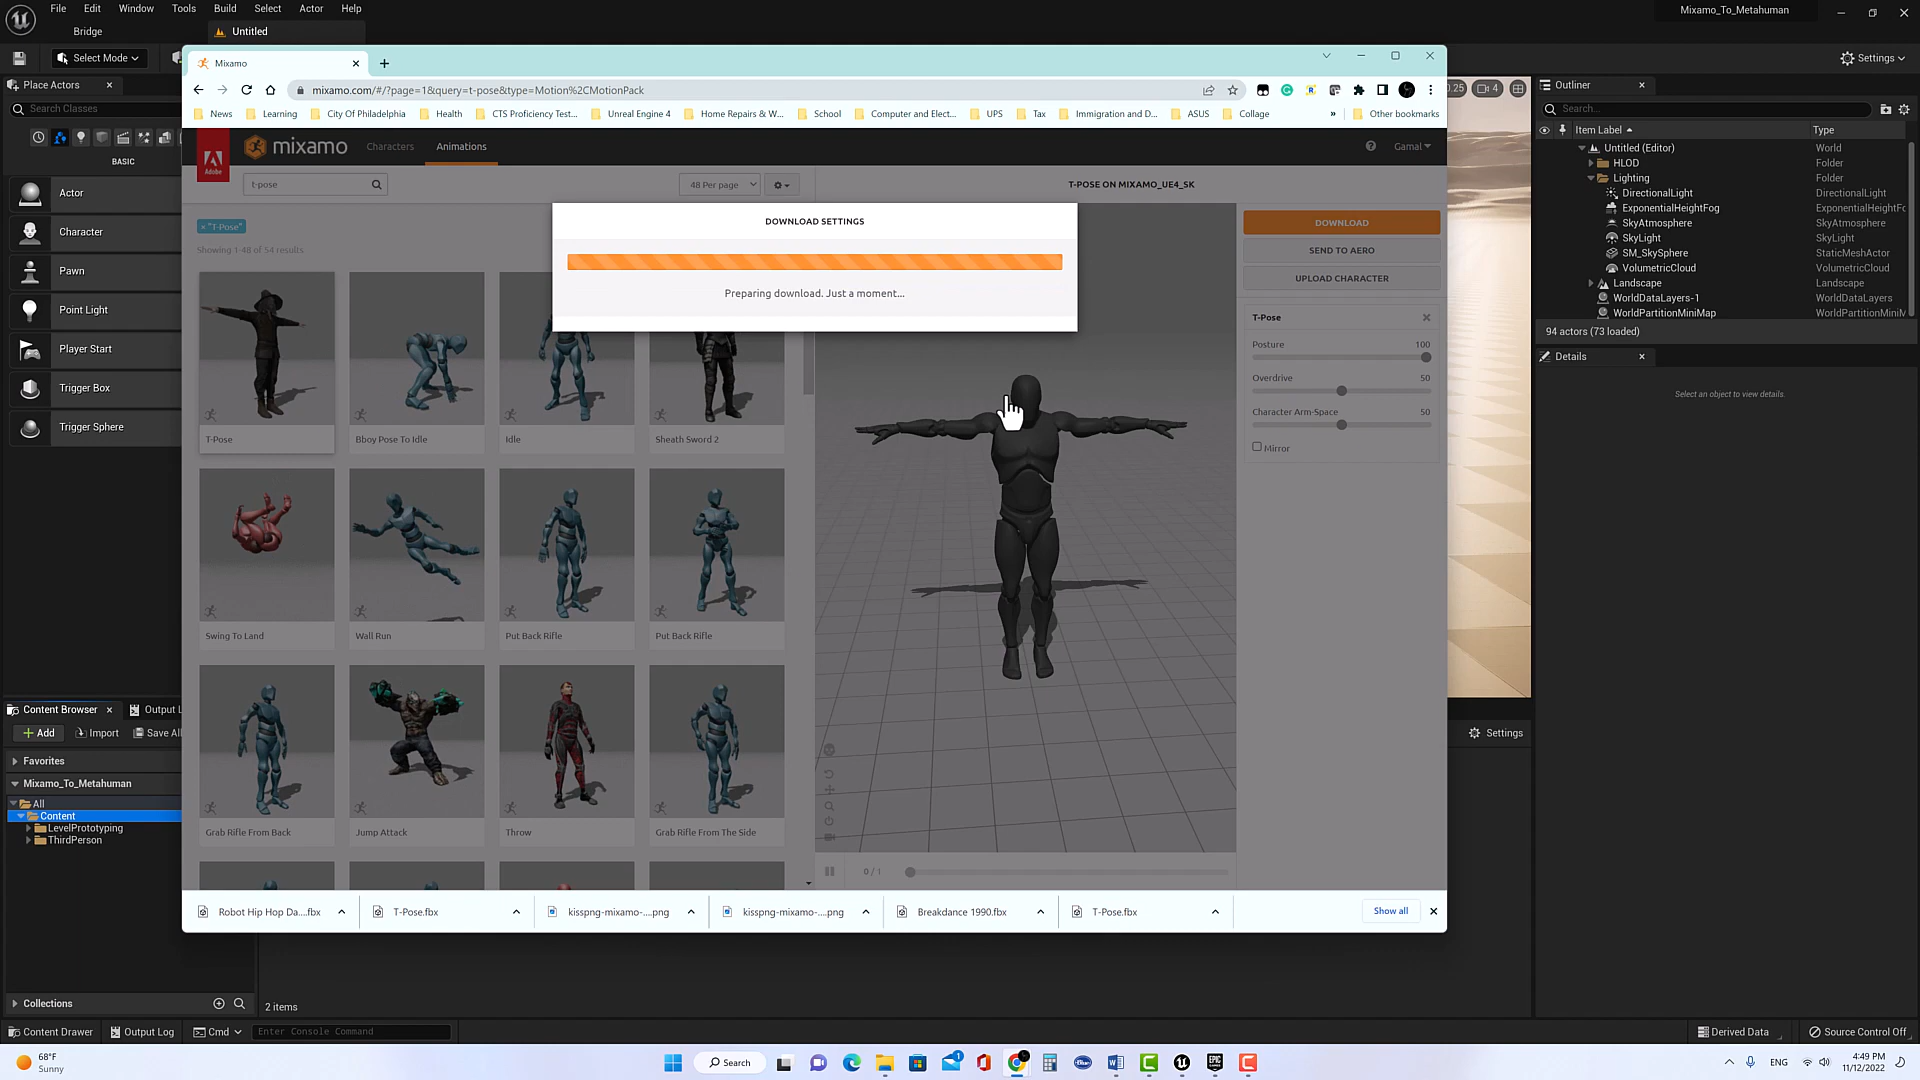 File Edit Window Tools Build Select Actor Help
Mixamo_To_Metahuman
Bridge
Untitled
Select Mode
Settings
Place Actors
Search Classes
BASIC
Actor
Character
Pawn
Point Light
Player Start
Trigger Box
Trigger Sphere
Mixamo
mixamo.com/#/?page=1&query=t-pose&type=Motion%2CMotionPack
News Learning City Of Philadelphia Health CTS Proficiency Test... Unreal Engine 4 Home Repairs & W... School Computer and Elect... UPS Tax Immigration and D... ASUS Collage » Other bookmarks
Adobe
mixamo Characters Animations Gamal
t-pose
48 Per page
T-POSE ON MIXAMO_UE4_SK
× "T-Pose"
Showing 1-48 of 54 results
DOWNLOAD SETTINGS
Preparing download. Just a moment...
DOWNLOAD
SEND TO AERO
UPLOAD CHARACTER
T-Pose
Posture 100
Overdrive 50
Character Arm-Space 50
Mirror
T-Pose
Bboy Pose To Idle
Idle
Sheath Sword 2
Swing To Land
Wall Run
Put Back Rifle
Put Back Rifle
Grab Rifle From Back
Jump Attack
Throw
Grab Rifle From The Side
0 / 1
Robot Hip Hop Da....fbx
T-Pose.fbx
kisspng-mixamo-....png
kisspng-mixamo-....png
Breakdance 1990.fbx
T-Pose.fbx
Show all
0.25
4
Outliner
Search...
Item Label Type
Untitled (Editor) World
HLOD Folder
Lighting Folder
DirectionalLight DirectionalLight
ExponentialHeightFog ExponentialHeightFo
SkyAtmosphere SkyAtmosphere
SkyLight SkyLight
SM_SkySphere StaticMeshActor
VolumetricCloud VolumetricCloud
Landscape Landscape
WorldDataLayers-1 WorldDataLayers
WorldPartitionMiniMap WorldPartitionMiniM
94 actors (73 loaded)
Details
Select an object to view details.
Content Browser
Output L
Add
Import
Save All
Settings
Favorites
Mixamo_To_Metahuman
All
Content
LevelPrototyping
ThirdPerson
Collections
2 items
Content Drawer
Output Log
Cmd
Enter Console Command
Derived Data
Source Control Off
68°F
Sunny
Search
1
ENG
4:49 PM
11/12/2022